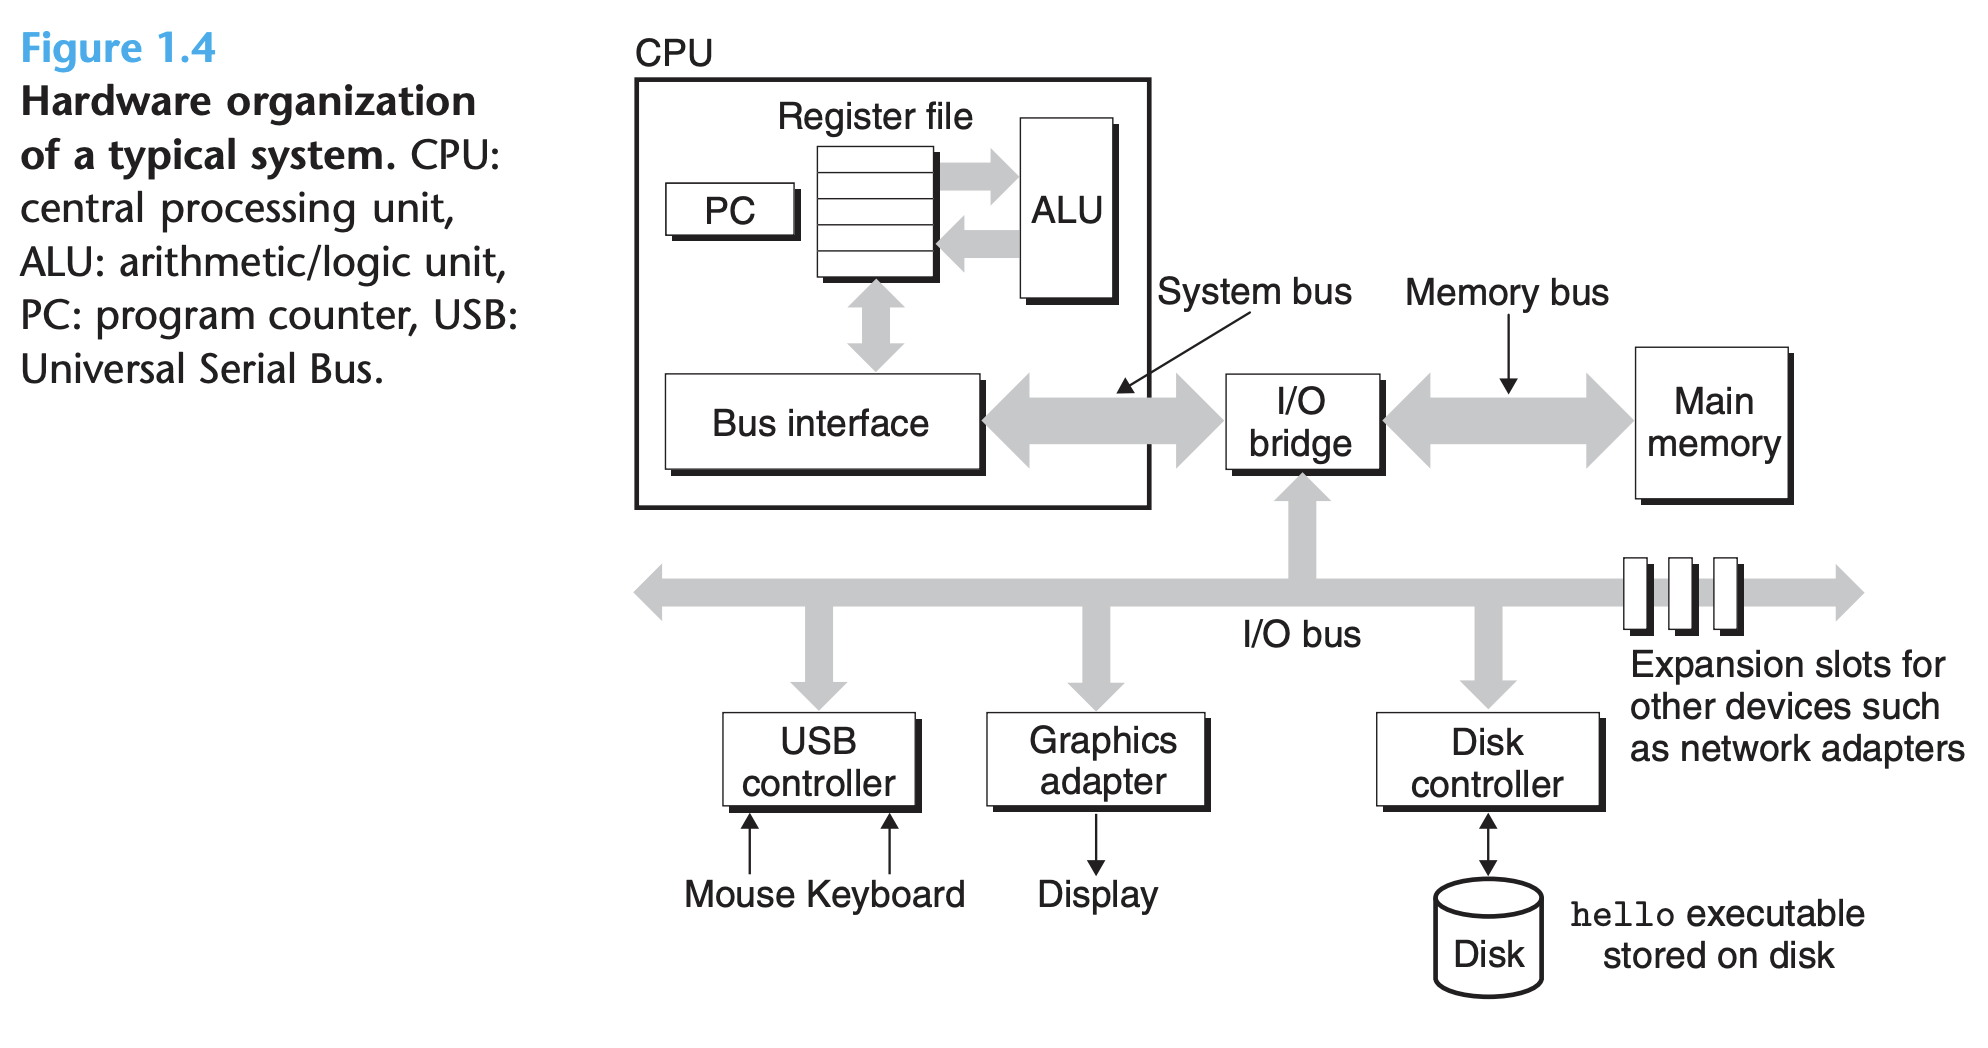 Figure 1.4
Hardware organization
of a typical system. CPU:
central processing unit,
ALU: arithmetic/logic unit,
PC: program counter, USB:
Universal Serial Bus.
CPU
Register file
PC
ALU
System bus
Memory bus
Bus interface
I/O
bridge
Main
memory
I/O bus
Expansion slots for
other devices such
as network adapters
USB
controller
Graphics
adapter
Disk
controller
Mouse
Keyboard
Display
Disk
hello executable
stored on disk